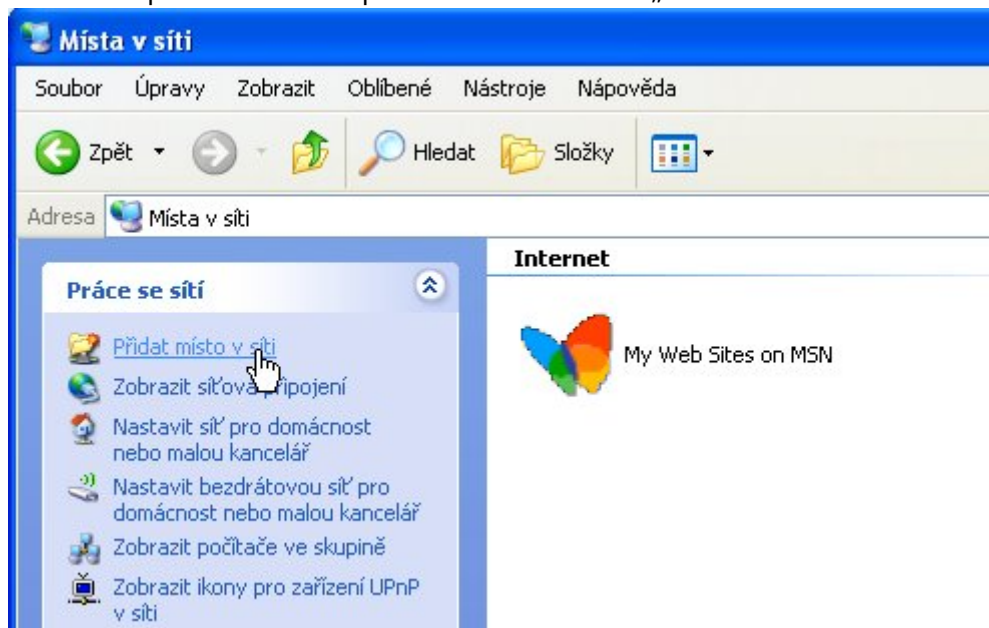 Místa v síti
Soubor Úpravy Zobrazit Oblíbené Nástroje Nápověda
Zpět Hledat Složky
Adresa Místa v síti
Internet
Práce se sítí
Přidat místo v síti
My Web Sites on MSN
Zobrazit síťová připojení
Nastavit síť pro domácnost
nebo malou kancelář
Nastavit bezdrátovou síť pro
domácnost nebo malou kancelář
Zobrazit počítače ve skupině
Zobrazit ikony pro zařízení UPnP
v síti